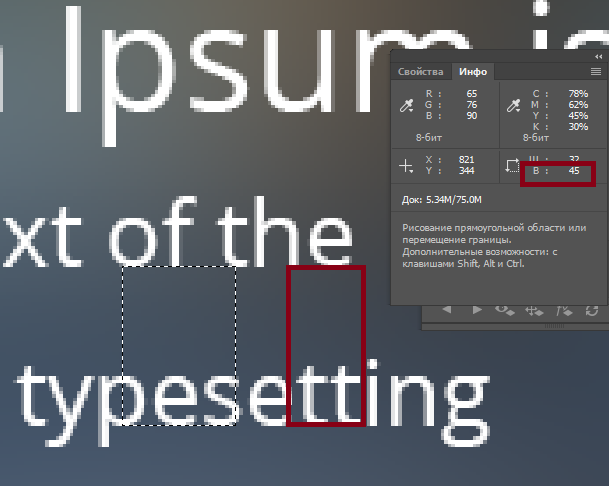 Ipsum is
Свойства Инфо
R : 65 C : 78%
G : 76 M : 62%
B : 90 Y : 45%
K : 30%
8-бит 8-бит
X : 821 Ш : 32
Y : 344 В : 45
Док: 5.34M/75.0M
xt of the
Рисование прямоугольной области или
перемещение границы.
Дополнительные возможности: с
клавишами Shift, Alt и Ctrl.
typesetting